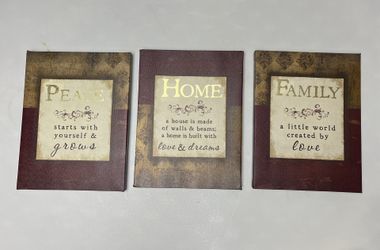 PEACE
starts with
yourself &
grows
HOME
a house is made
of walls & beams;
a home is built with
love & dreams
FAMILY
a little world
created by
love